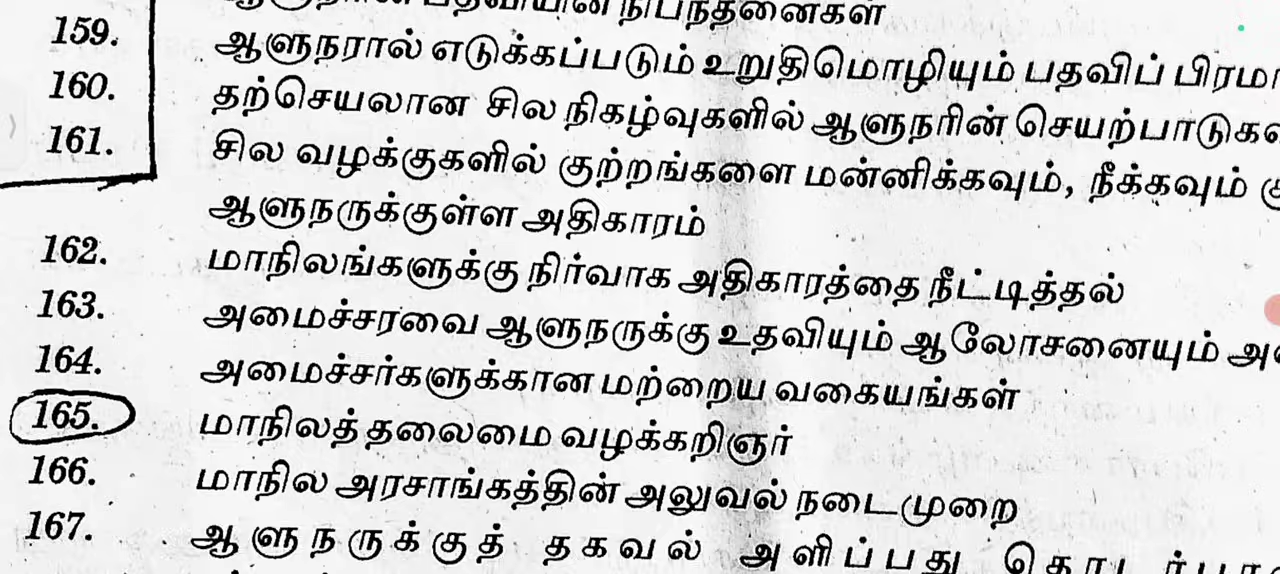 பதவியின் நிபந்தனைகள்
159. ஆளுநரால் எடுக்கப்படும் உறுதிமொழியும் பதவிப்
160. தற்செயலான சில நிகழ்வுகளில் ஆளுநரின்
161. சில வழக்குகளில் குற்றங்களை மன்னிக்கவும், நீக்கவும்
ஆளுநருக்குள்ள அதிகாரம்
162. மாநிலங்களுக்கு நிர்வாக அதிகாரத்தை நீட்டித்தல்
163. அமைச்சரவை ஆளுநருக்கு உதவியும் ஆலோசனையும்
164. அமைச்சர்களுக்கான மற்றைய வகையங்கள்
165. மாநிலத் தலைமை வழக்கறிஞர்
166. மாநில அரசாங்கத்தின் அலுவல் நடைமுறை
167. ஆளுநருக்குத் தகவல் அளிப்பது